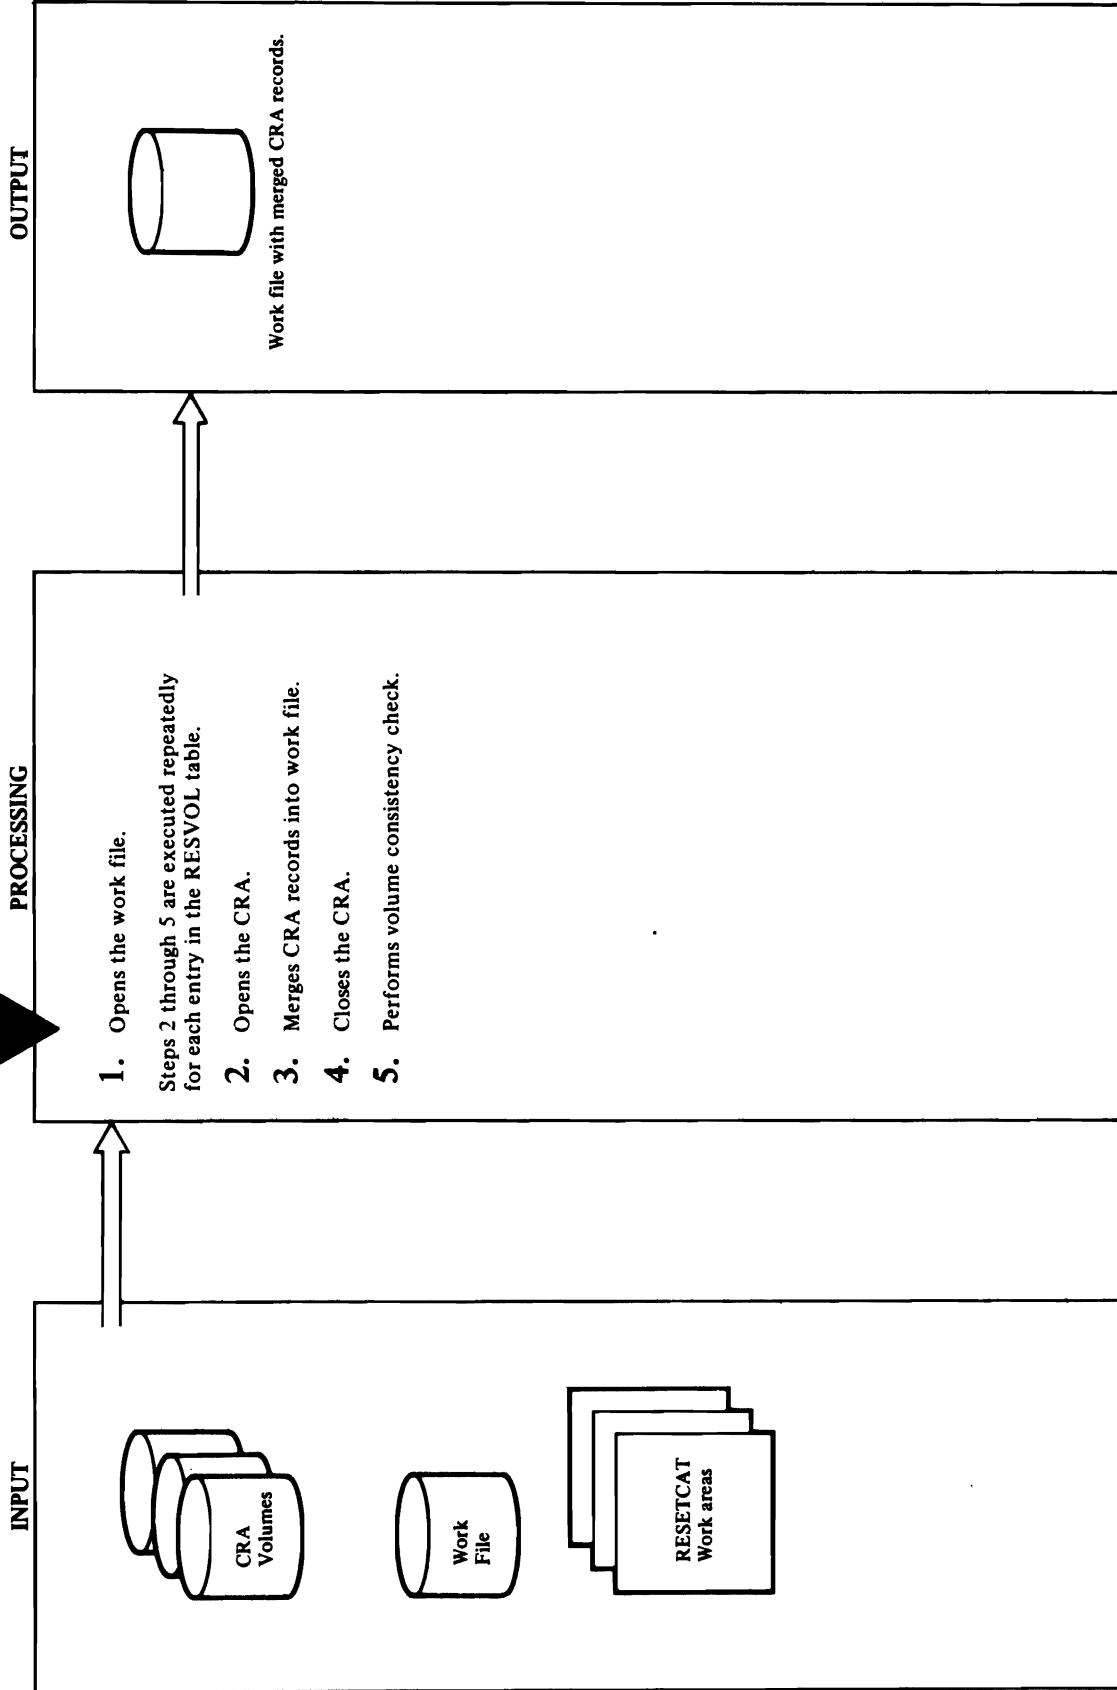 INPUT
CRA
Volumes
Work
File
RESETCAT
Work areas
PROCESSING
1. Opens the work file.
Steps 2 through 5 are executed repeatedly
for each entry in the RESVOL table.
2. Opens the CRA.
3. Merges CRA records into work file.
4. Closes the CRA.
5. Performs volume consistency check.
OUTPUT
Work file with merged CRA records.